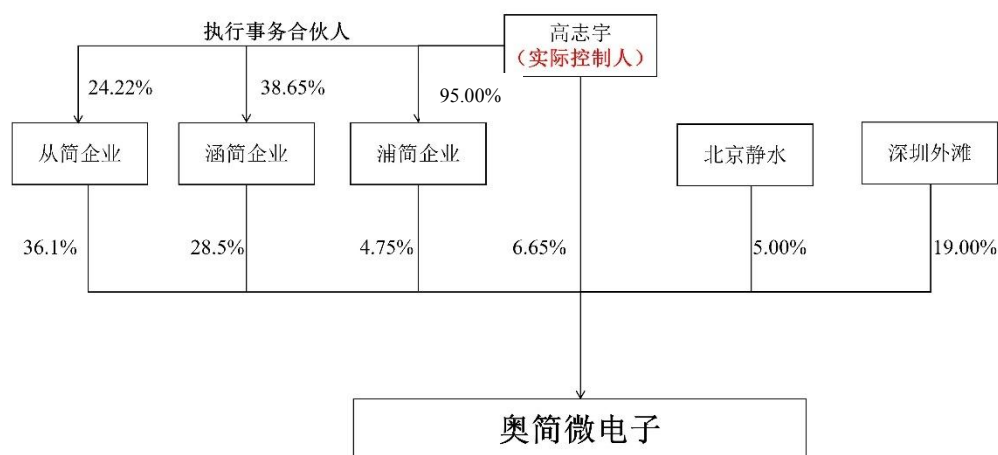 执行事务合伙人
高志宇
（实际控制人）
24.22%
38.65%
95.00%
从简企业
涵简企业
浦简企业
北京静水
深圳外滩
36.1%
28.5%
4.75%
6.65%
5.00%
19.00%
奥简微电子